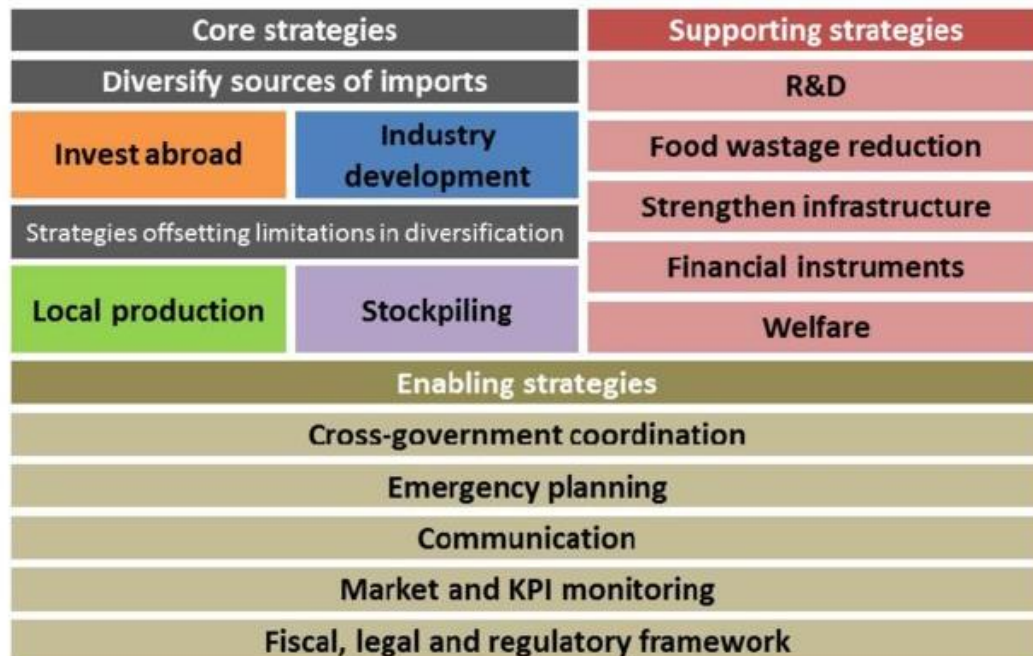 Core strategies
Supporting strategies
Diversify sources of imports
R&D
Invest abroad
Industry
development
Food wastage reduction
Strengthen infrastructure
Strategies offsetting limitations in diversification
Financial instruments
Local production
Stockpiling
Welfare
Enabling strategies
Cross-government coordination
Emergency planning
Communication
Market and KPI monitoring
Fiscal, legal and regulatory framework